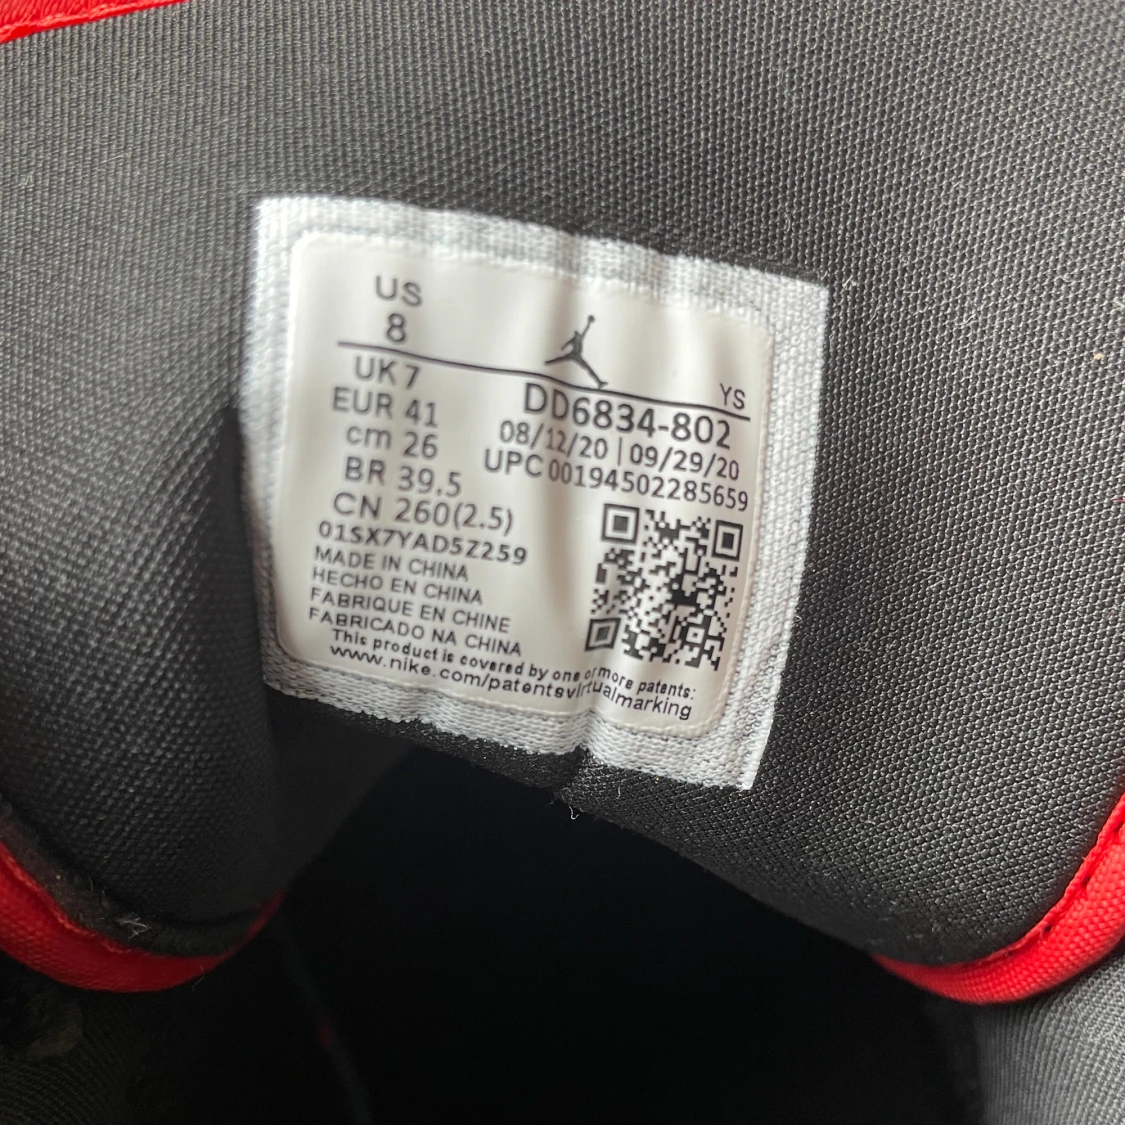 US
8
UK 7
EUR 41
cm 26
BR 39.5
CN 260(2.5)
01SX7YAD5Z259
MADE IN CHINA
HECHO EN CHINA
FABRIQUE EN CHINE
FABRICADO NA CHINA
YS
DD6834-802
08/12/20 | 09/29/20
UPC 00194502285659
This product is covered by one or more patents:
www.nike.com/patentsvirtualmarking